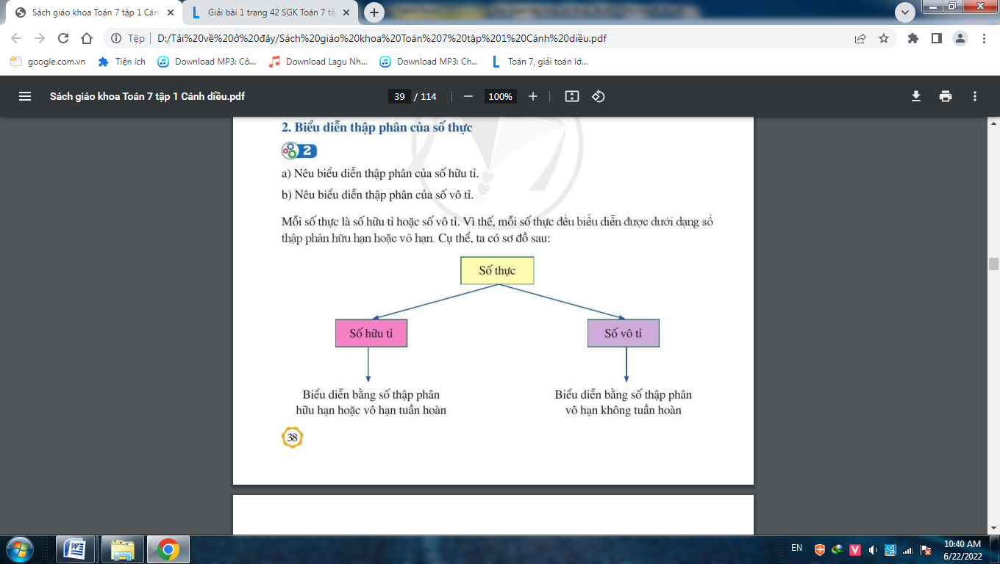 Sách giáo khoa Toán 7 tập 1 Cánh
Giải bài 1 trang 42 SGK Toán 7 tậ
Tệp
D:/Tải%20về%20ở%20đây/Sách%20giáo%20khoa%20Toán%207%20tập%201%20Cánh%20diều.pdf
google.com.vn
Tiện ích
Download MP3: Cô...
Download Lagu Nh...
Download MP3: Ch...
Toán 7, giải toán lớ...
Sách giáo khoa Toán 7 tập 1 Cánh diều.pdf
39 / 114
100%
2. Biểu diễn thập phân của số thực
2
a) Nêu biểu diễn thập phân của số hữu tỉ.
b) Nêu biểu diễn thập phân của số vô tỉ.
Mỗi số thực là số hữu tỉ hoặc số vô tỉ. Vì thế, mỗi số thực đều biểu diễn được dưới dạng số
thập phân hữu hạn hoặc vô hạn. Cụ thể, ta có sơ đồ sau:
Số thực
Số hữu tỉ
Số vô tỉ
Biểu diễn bằng số thập phân
hữu hạn hoặc vô hạn tuần hoàn
Biểu diễn bằng số thập phân
vô hạn không tuần hoàn
38
EN
10:40 AM
6/22/2022